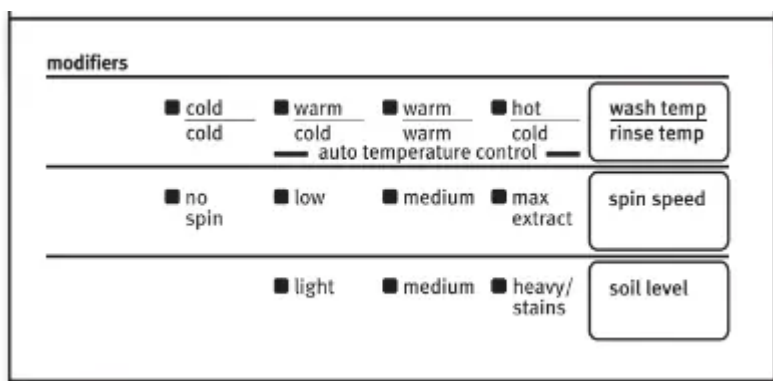 modifiers
cold warm warm hot wash temp
cold cold warm cold rinse temp
auto temperature control
no low medium max spin speed
spin extract
light medium heavy/ soil level
stains